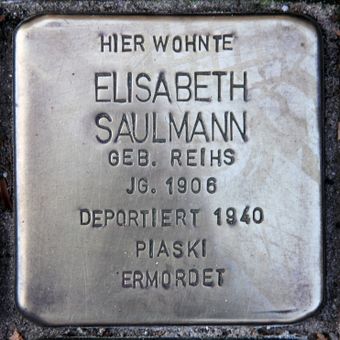 HIER WOHNTE
ELISABETH
SAULMANN
GEB. REIHS
JG. 1906
DEPORTIERT 1940
PIASKI
ERMORDET